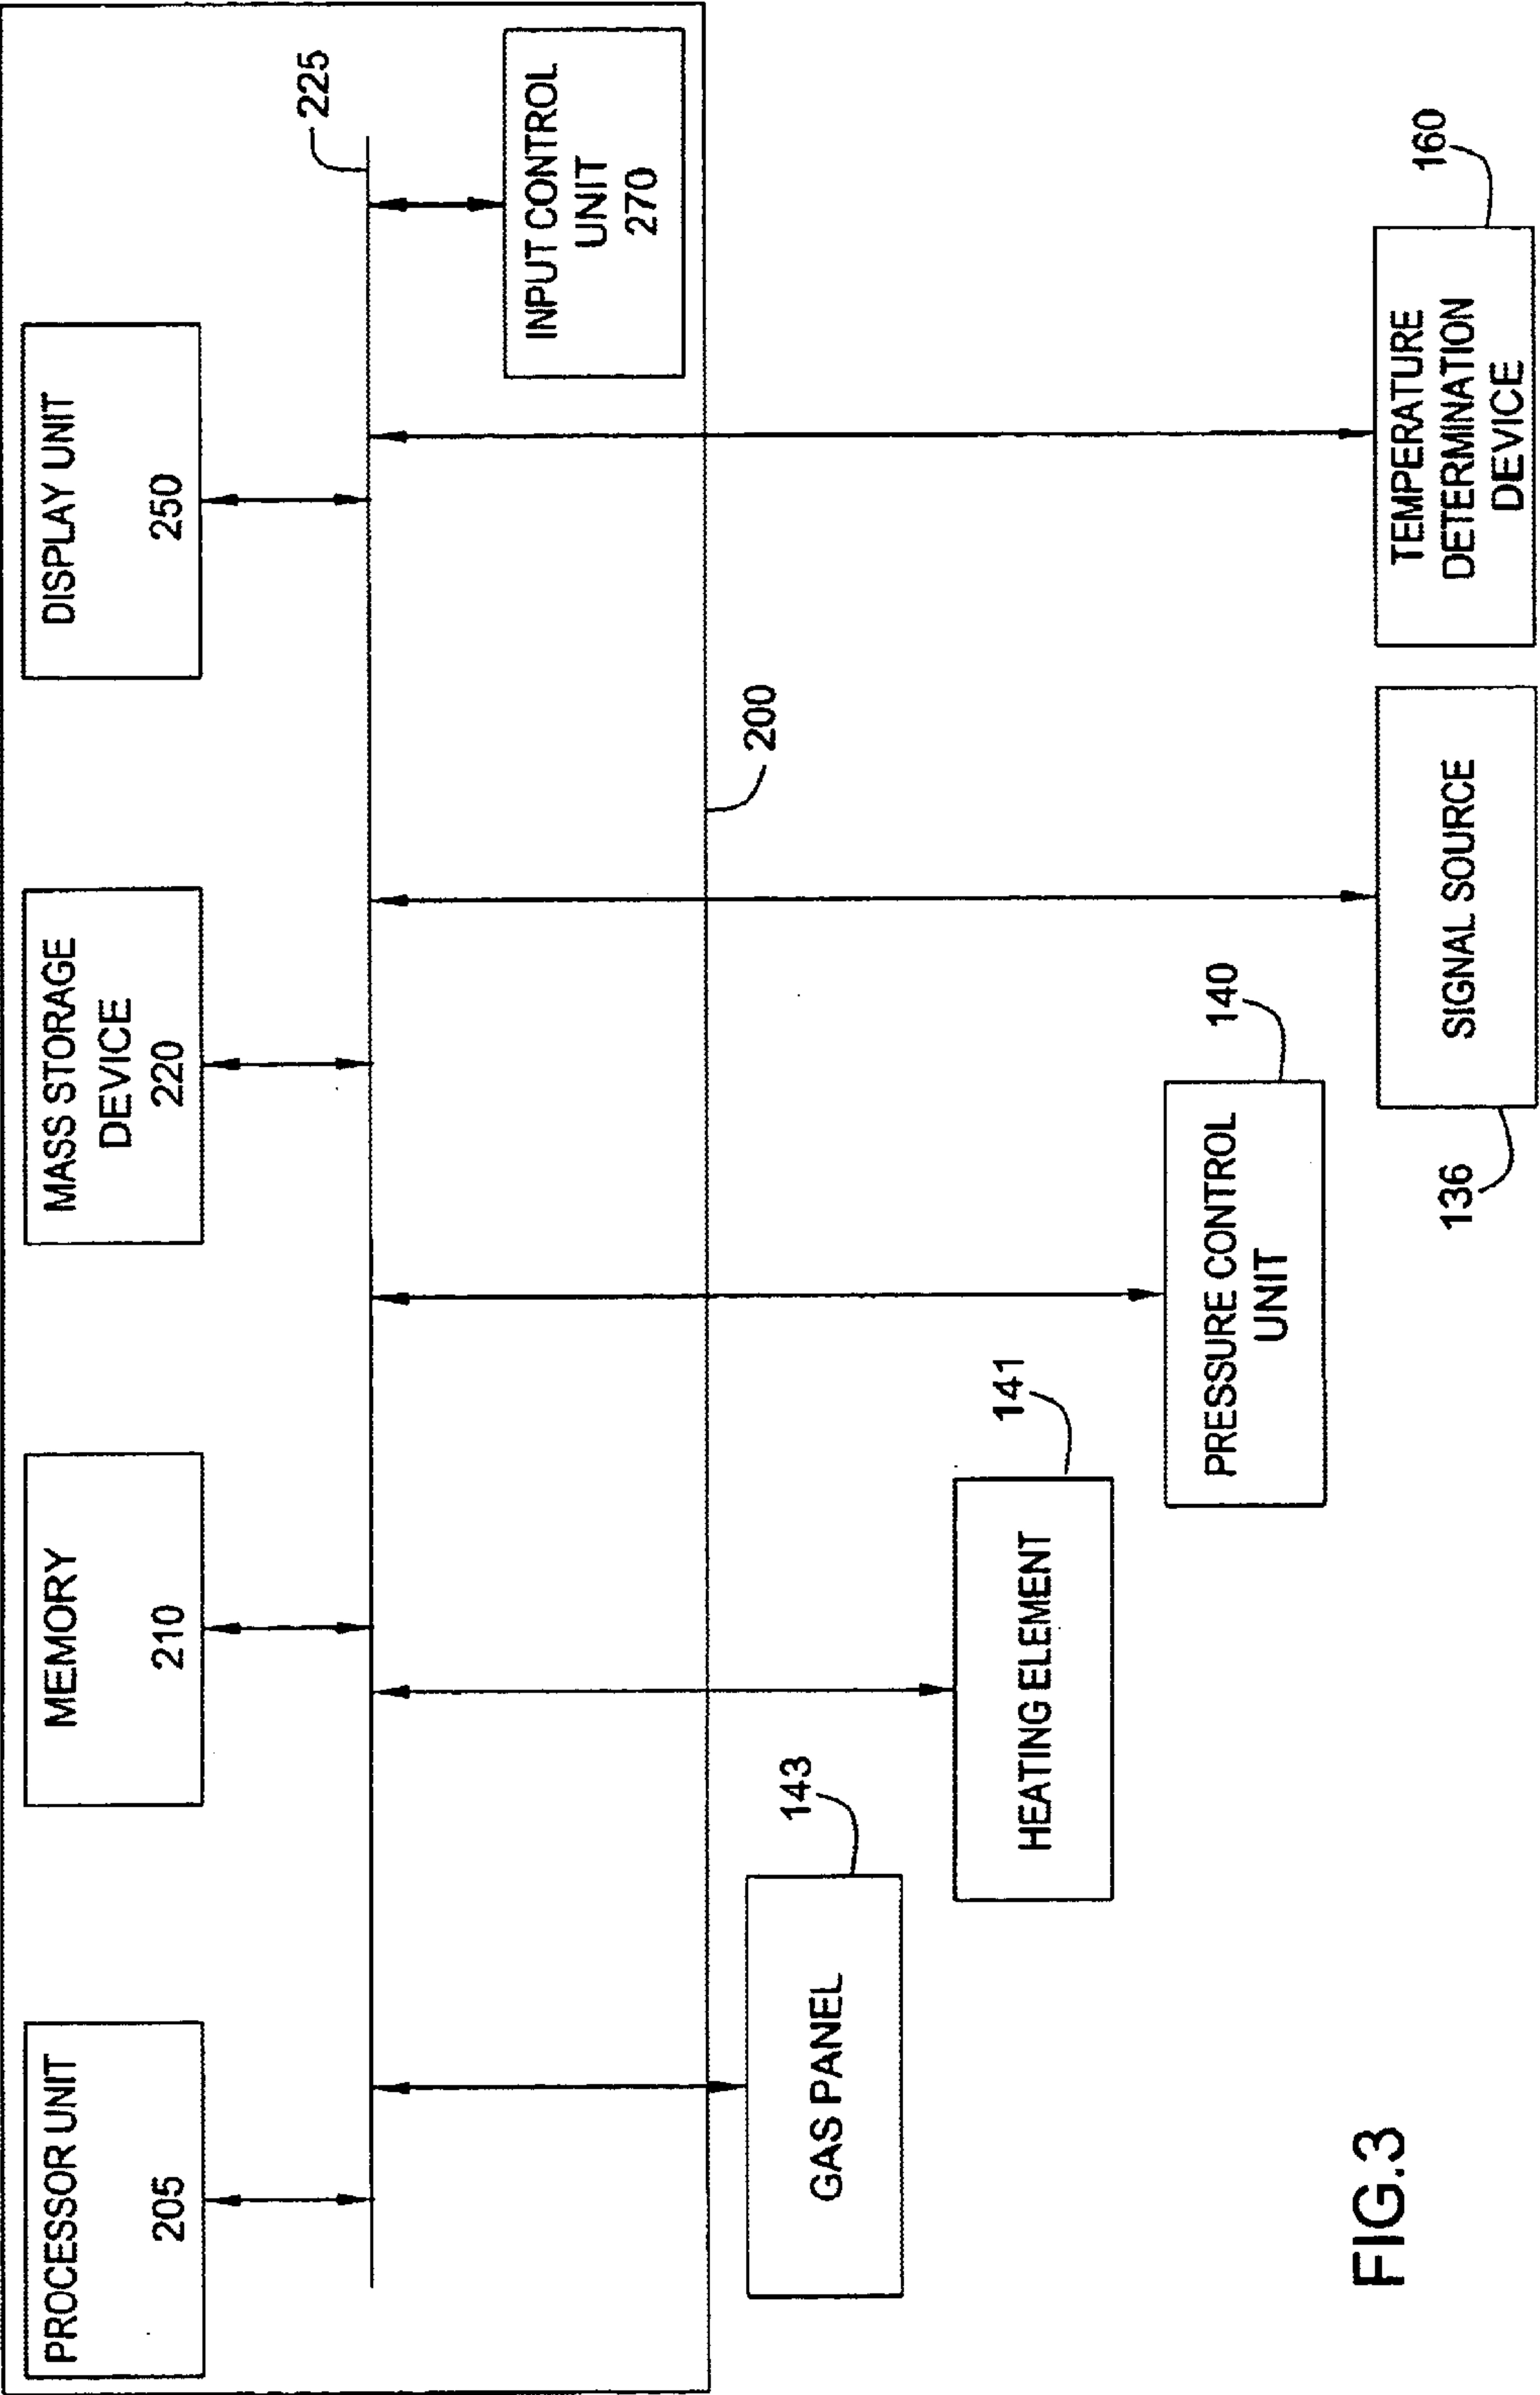 PROCESSOR UNIT
205
MEMORY
210
MASS STORAGE
DEVICE
220
DISPLAY UNIT
250
225
INPUT CONTROL
UNIT
270
200
GAS PANEL
143
HEATING ELEMENT
141
PRESSURE CONTROL
UNIT
140
SIGNAL SOURCE
136
TEMPERATURE
DETERMINATION
DEVICE
160
FIG.3